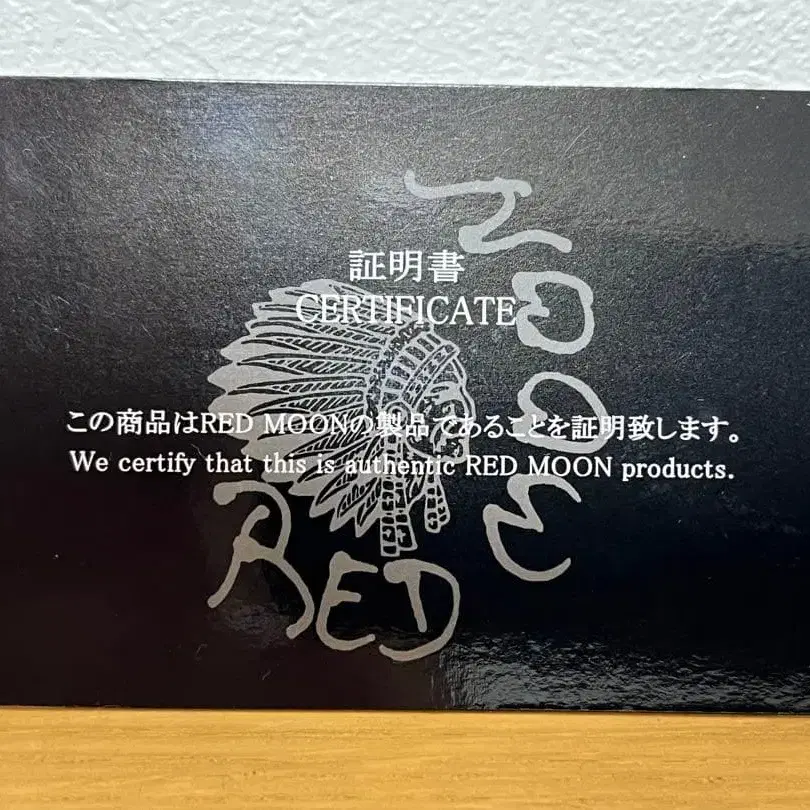 証明書
CERTIFICATE
この商品はRED MOONの製品であることを証明致します。
We certify that this is authentic RED MOON products.
RED
MOON